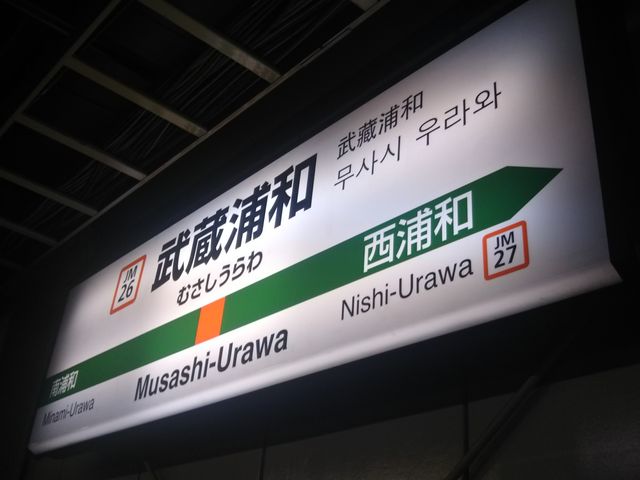 JM
26
武蔵浦和
むさしうらわ
武蔵浦和
무사시 우라와
南浦和
Minami-Urawa
Musashi-Urawa
西浦和
Nishi-Urawa
JM
27